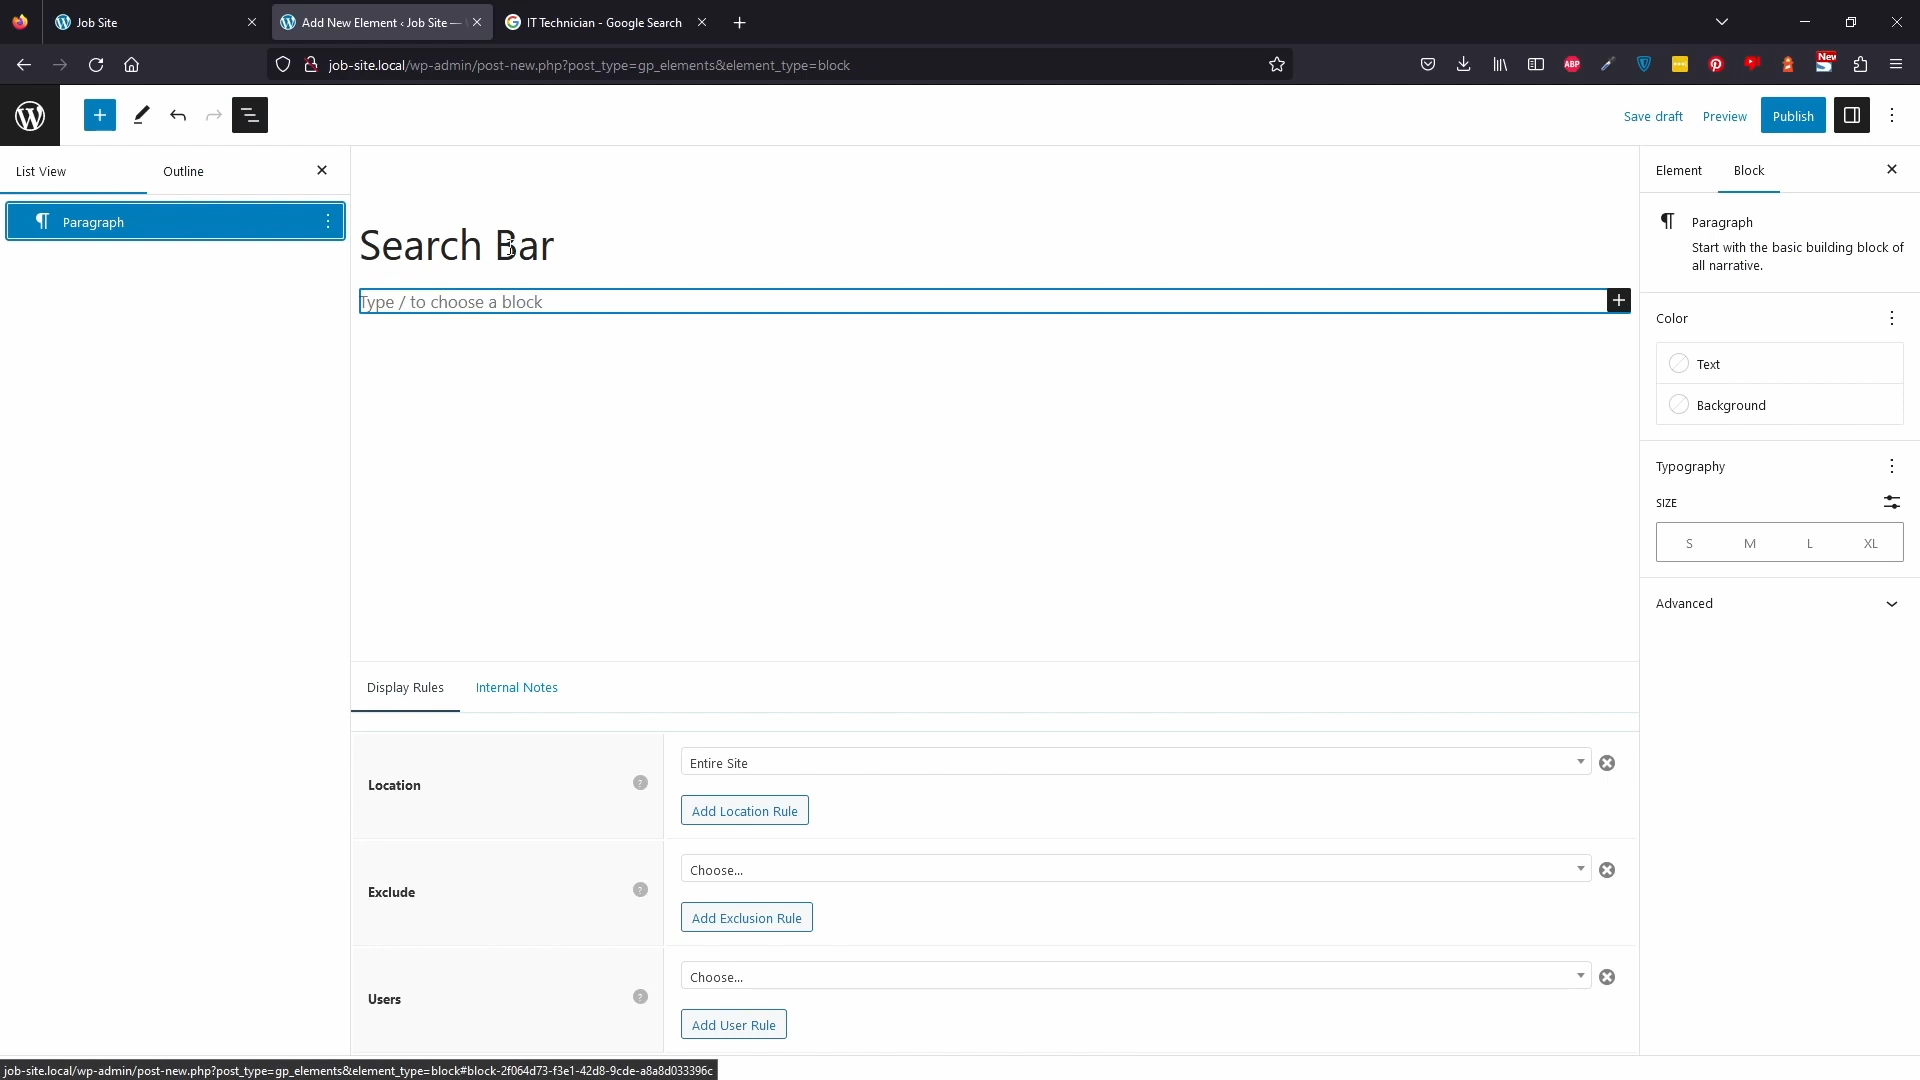 Job Site
Add New Element ‹ Job Site —
IT Technician - Google Search
job-site.local/wp-admin/post-new.php?post_type=gp_elements&element_type=block
ABP
New
Save draft
Preview
Publish
List View
Outline
Element
Block
Paragraph
Search Bar
Type / to choose a block
Paragraph
Start with the basic building block of
all narrative.
Color
Text
Background
Typography
SIZE
S
M
L
XL
Advanced
Display Rules
Internal Notes
Location
Entire Site
Add Location Rule
Exclude
Choose...
Add Exclusion Rule
Users
Choose...
Add User Rule
job-site.local/wp-admin/post-new.php?post_type=gp_elements&element_type=block#block-2f064d73-f3e1-42d8-9cde-a8a8d033396c